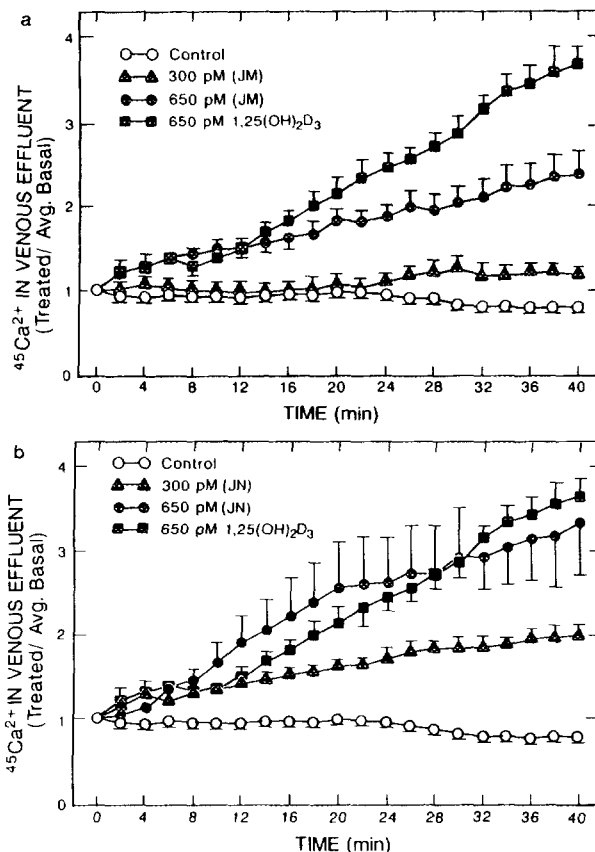 a
4
3
2
1
0
Control
300 pM (JM)
650 pM (JM)
650 pM 1,25(OH)₂D₃
⁴⁵Ca²⁺ IN VENOUS EFFLUENT
(Treated/ Avg. Basal)
0 4 8 12 16 20 24 28 32 36 40
TIME (min)
b
4
3
2
1
0
Control
300 pM (JN)
650 pM (JN)
650 pM 1,25(OH)₂D₃
⁴⁵Ca²⁺ IN VENOUS EFFLUENT
(Treated/ Avg. Basal)
0 4 8 12 16 20 24 28 32 36 40
TIME (min)